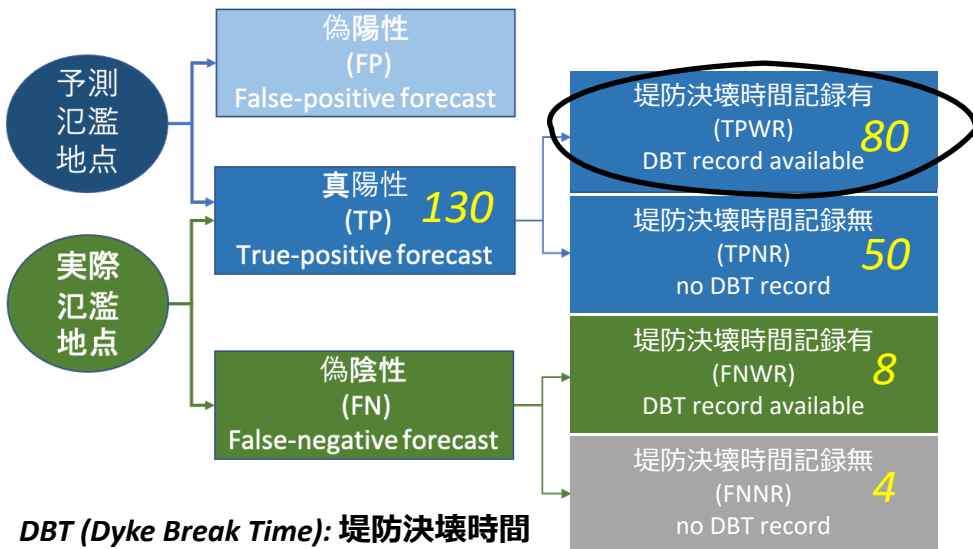 予測
氾濫
地点
実際
氾濫
地点
偽陽性
(FP)
False-positive forecast
真陽性
(TP)
130
True-positive forecast
偽陰性
(FN)
False-negative forecast
堤防決壊時間記録有
(TPWR)
80
DBT record available
堤防決壊時間記録無
(TPNR)
50
no DBT record
堤防決壊時間記録有
(FNWR)
8
DBT record available
堤防決壊時間記録無
(FNNR)
4
no DBT record
DBT (Dyke Break Time): 堤防決壊時間